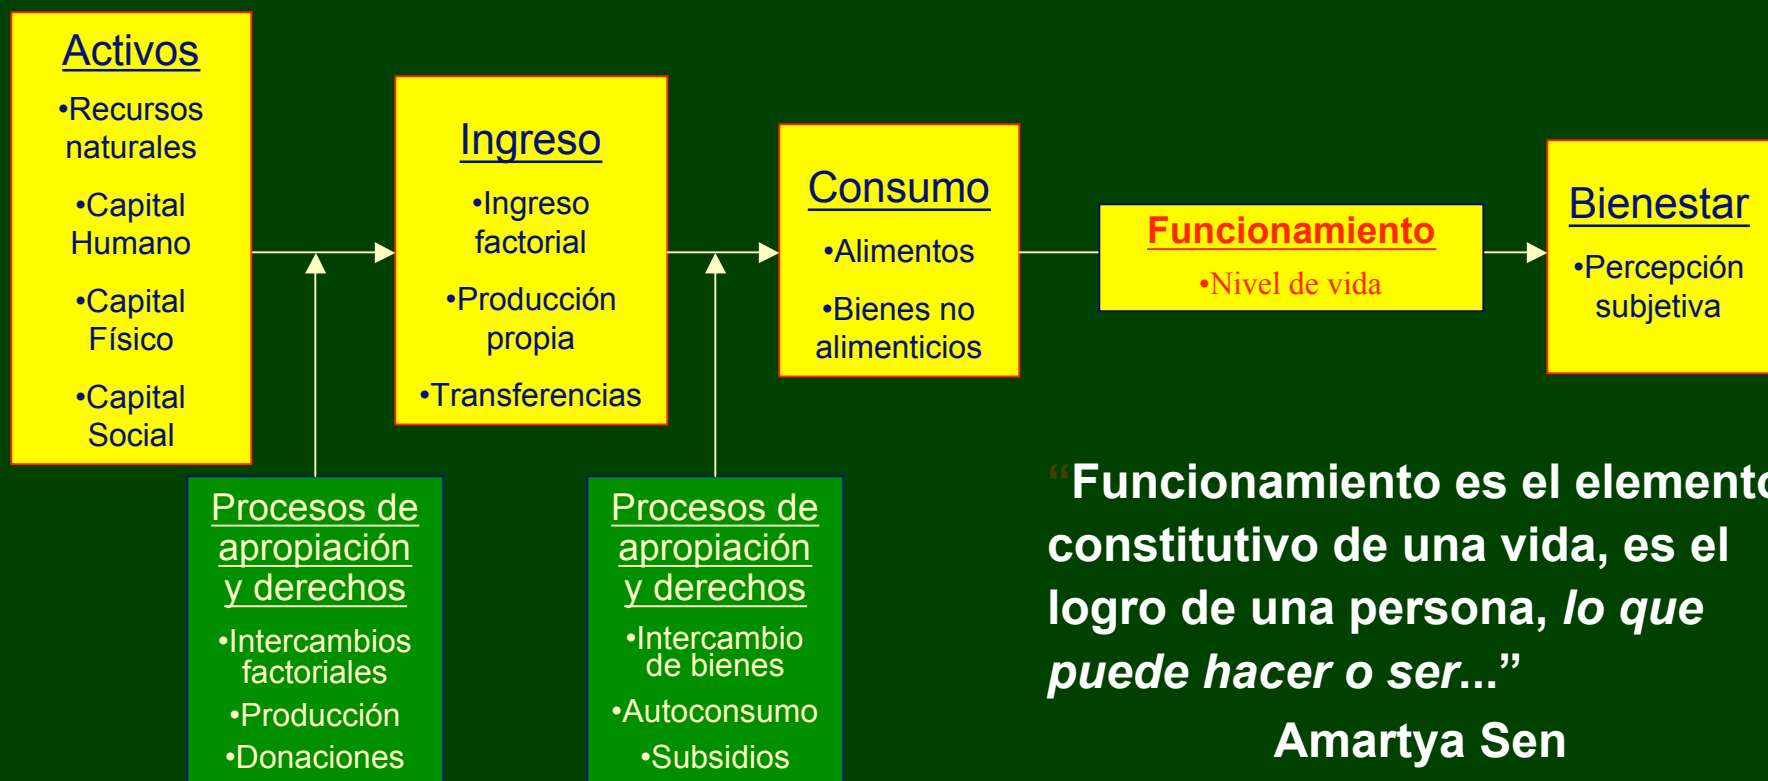 Activos
•Recursos
naturales
•Capital
Humano
•Capital
Físico
•Capital
Social
Ingreso
•Ingreso
factorial
•Producción
propia
•Transferencias
Consumo
•Alimentos
•Bienes no
alimenticios
Funcionamiento
•Nivel de vida
Bienestar
•Percepción
subjetiva
Procesos de
apropiación
y derechos
•Intercambios
factoriales
•Producción
•Donaciones
Procesos de
apropiación
y derechos
•Intercambio
de bienes
•Autoconsumo
•Subsidios
“Funcionamiento es el elemento
constitutivo de una vida, es el
logro de una persona, lo que
puede hacer o ser...”
Amartya Sen